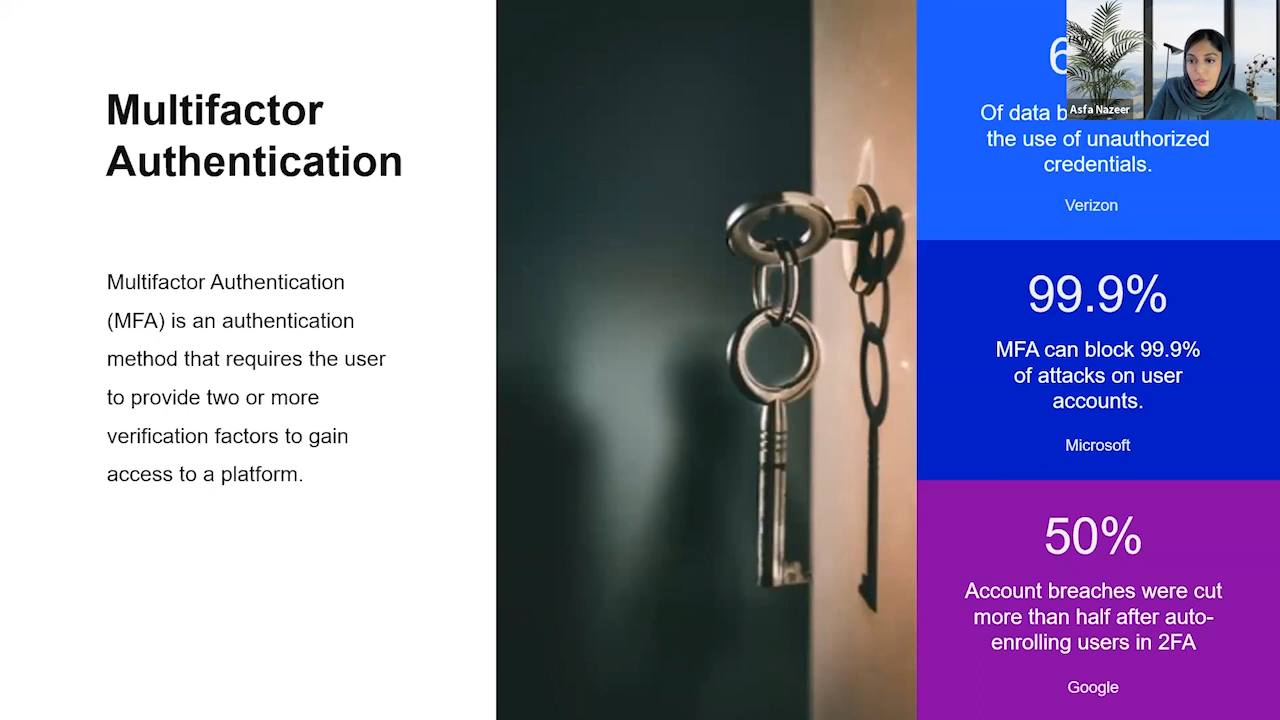 Multifactor
Authentication
Multifactor Authentication
(MFA) is an authentication
method that requires the user
to provide two or more
verification factors to gain
access to a platform.
6
Asfa Nazeer
Of data b
the use of unauthorized
credentials.
Verizon
99.9%
MFA can block 99.9%
of attacks on user
accounts.
Microsoft
50%
Account breaches were cut
more than half after auto-
enrolling users in 2FA
Google